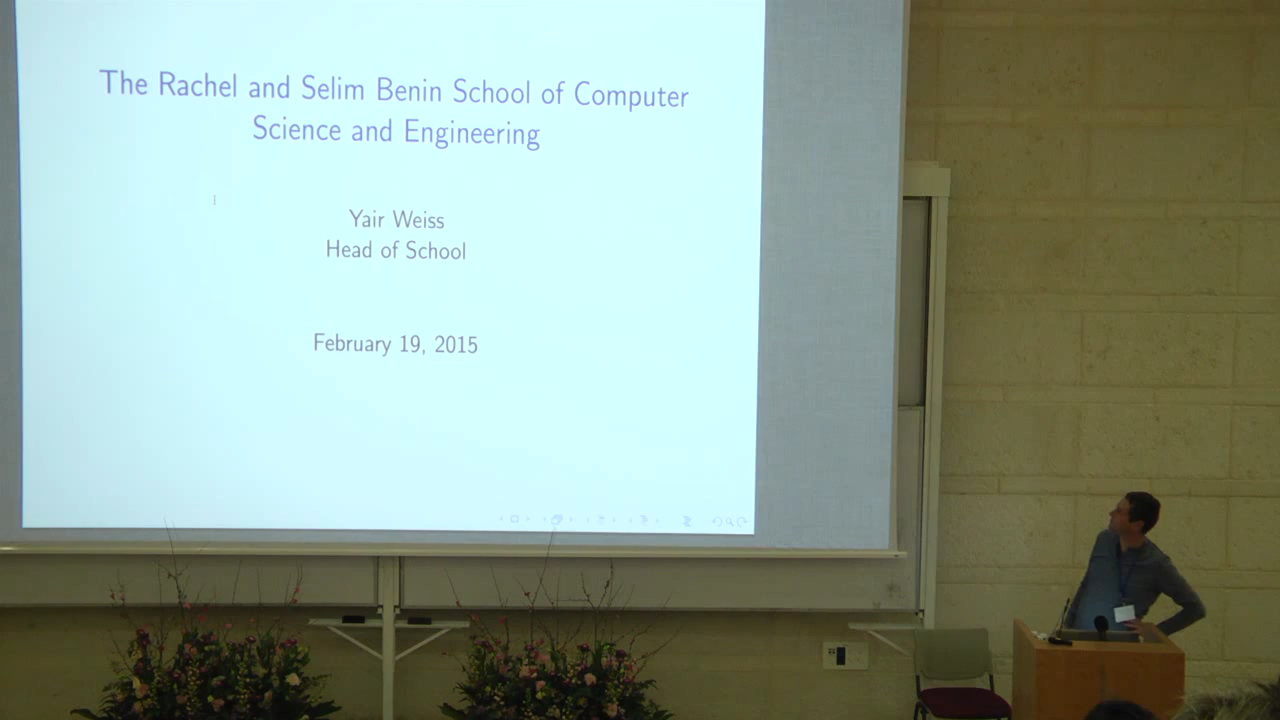 The Rachel and Selim Benin School of Computer
Science and Engineering
Yair Weiss
Head of School
February 19, 2015